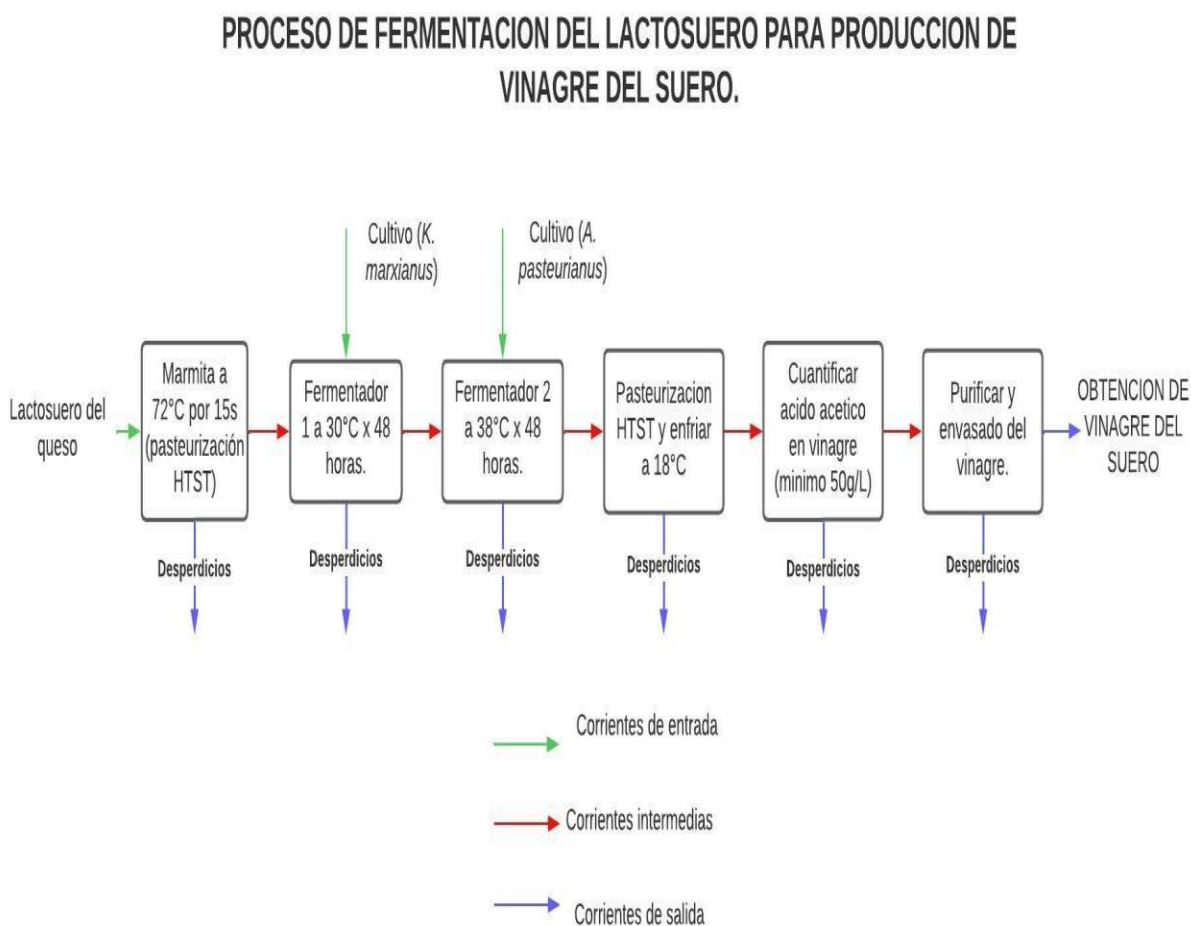 PROCESO DE FERMENTACION DEL LACTOSUERO PARA PRODUCCION DE
VINAGRE DEL SUERO.
Cultivo (K.
marxianus)
Cultivo (A.
pasteurianus)
Lactosuero del
queso
Marmita a
72°C por 15s
(pasteurización
HTST)
Fermentador
1 a 30°C x 48
horas.
Fermentador 2
a 38°C x 48
horas.
Pasteurizacion
HTST y enfriar
a 18°C
Cuantificar
acido acetico
en vinagre
(minimo 50g/L)
Purificar y
envasado del
vinagre.
OBTENCION DE
VINAGRE DEL
SUERO
Desperdicios
Desperdicios
Desperdicios
Desperdicios
Desperdicios
Desperdicios
Corrientes de entrada
Corrientes intermedias
Corrientes de salida